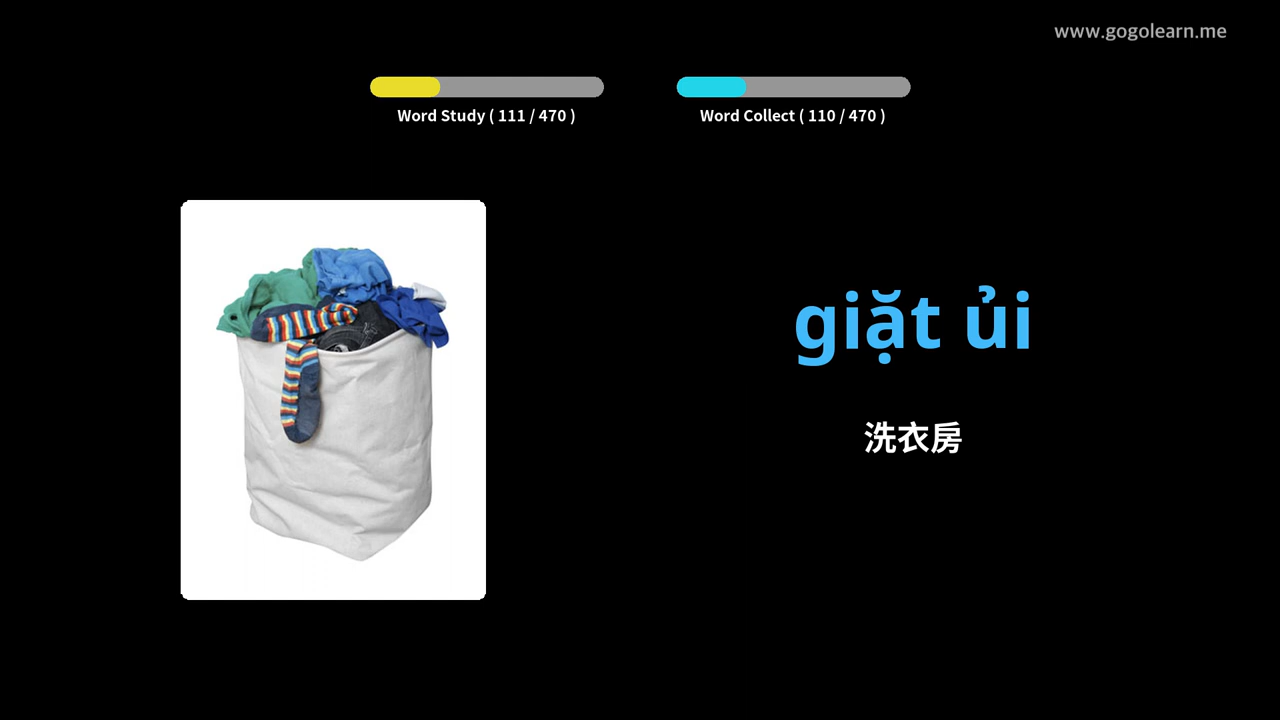 www.gogolearn.me
Word Study ( 111 / 470 )
Word Collect ( 110 / 470 )
giặt ủi
洗衣房